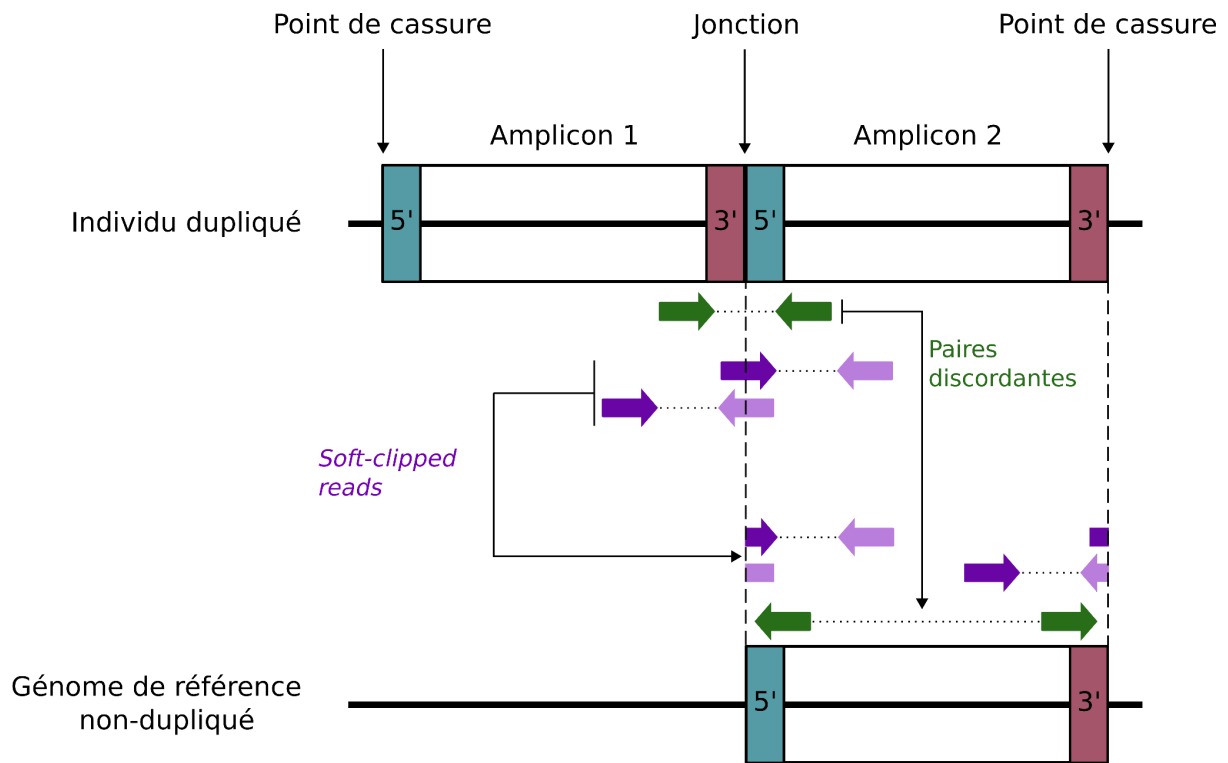 Point de cassure
Jonction
Point de cassure
Amplicon 1
Amplicon 2
Individu dupliqué
5'
3'
5'
3'
Paires
discordantes
Soft-clipped
reads
Génome de référence
non-dupliqué
5'
3'